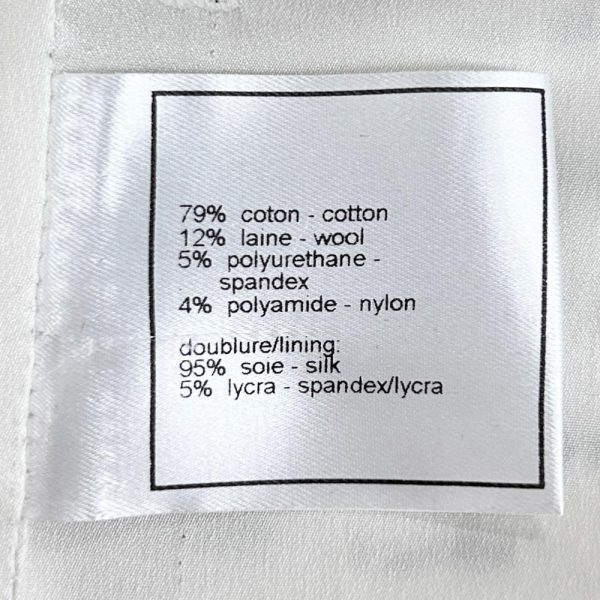 79% coton - cotton
12% laine - wool
5% polyurethane -
spandex
4% polyamide - nylon
doublure/lining:
95% soie - silk
5% lycra - spandex/lycra